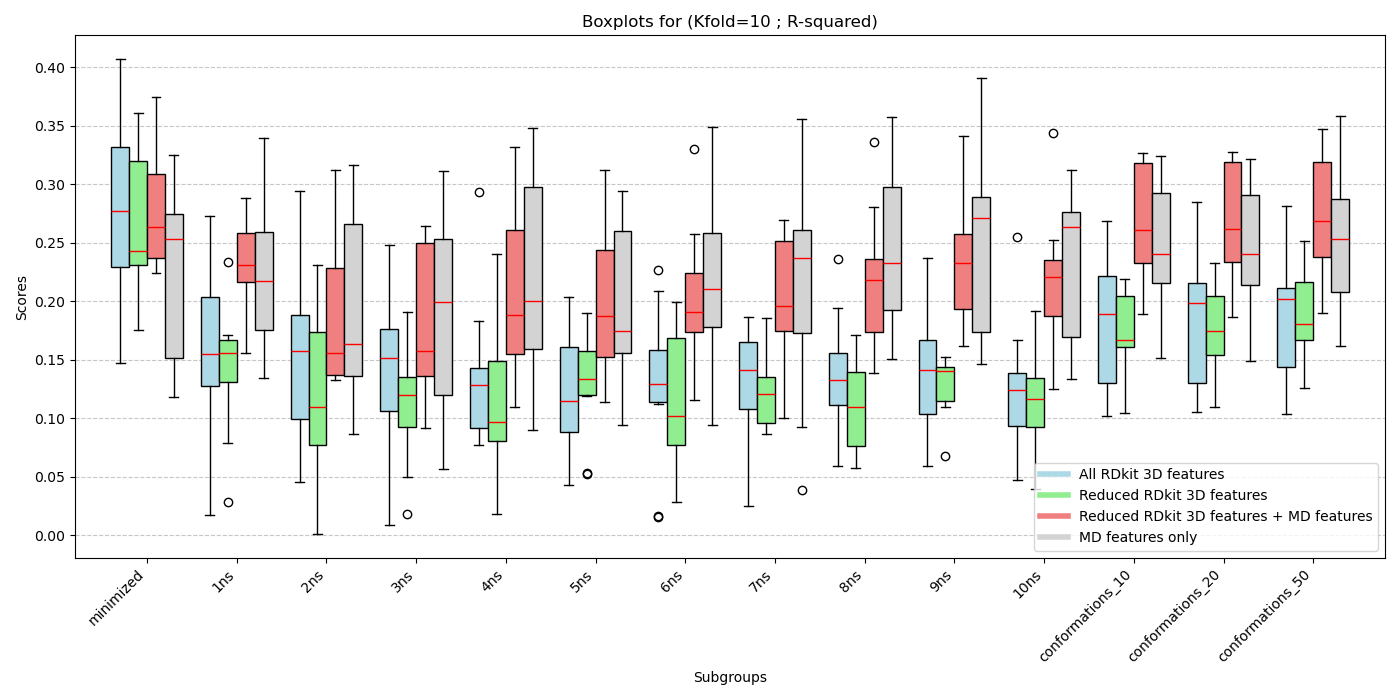 Boxplots for (Kfold=10 ; R-squared)
Scores
0.40
0.35
0.30
0.25
0.20
0.15
0.10
0.05
0.00
All RDkit 3D features
Reduced RDkit 3D features
Reduced RDkit 3D features + MD features
MD features only
minimized
1ns
2ns
3ns
4ns
5ns
6ns
7ns
8ns
9ns
10ns
conformations_10
conformations_20
conformations_50
Subgroups